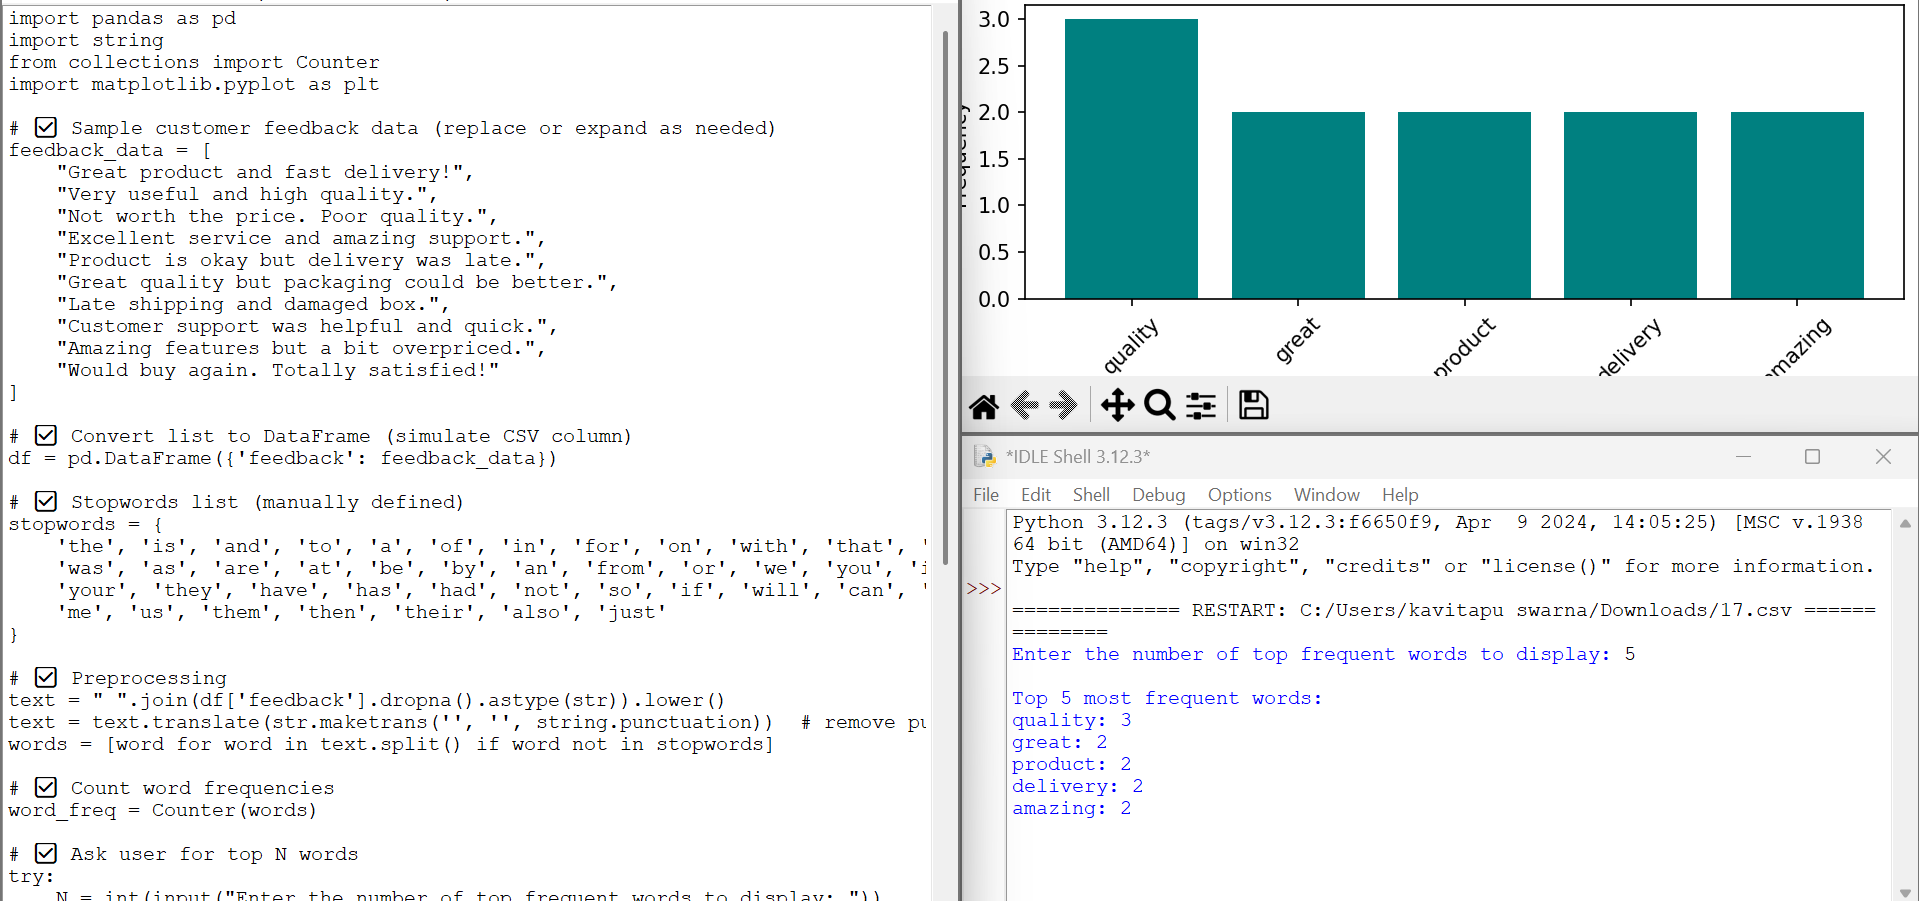 import pandas as pd
import string
from collections import Counter
import matplotlib.pyplot as plt
# ☑ Sample customer feedback data (replace or expand as needed)
feedback_data = [
"Great product and fast delivery!",
"Very useful and high quality.",
"Not worth the price. Poor quality.",
"Excellent service and amazing support.",
"Product is okay but delivery was late.",
"Great quality but packaging could be better.",
"Late shipping and damaged box.",
"Customer support was helpful and quick.",
"Amazing features but a bit overpriced.",
"Would buy again. Totally satisfied!"
]
# ☑ Convert list to DataFrame (simulate CSV column)
df = pd.DataFrame({'feedback': feedback_data})
# ☑ Stopwords list (manually defined)
stopwords = {
'the', 'is', 'and', 'to', 'a', 'of', 'in', 'for', 'on', 'with', 'that', '
'was', 'as', 'are', 'at', 'be', 'by', 'an', 'from', 'or', 'we', 'you', 'i
'your', 'they', 'have', 'has', 'had', 'not', 'so', 'if', 'will', 'can', '
'me', 'us', 'them', 'then', 'their', 'also', 'just'
}
# ☑ Preprocessing
text = " ".join(df['feedback'].dropna().astype(str)).lower()
text = text.translate(str.maketrans('', '', string.punctuation))  # remove pu
words = [word for word in text.split() if word not in stopwords]
# ☑ Count word frequencies
word_freq = Counter(words)
# ☑ Ask user for top N words
try:
N = int(input("Enter the number of top frequent words to display: "))
3.0
2.5
2.0
1.5
1.0
0.5
0.0
Frequency
quality
great
product
delivery
amazing
*IDLE Shell 3.12.3*
File Edit Shell Debug Options Window Help
Python 3.12.3 (tags/v3.12.3:f6650f9, Apr  9 2024, 14:05:25) [MSC v.1938
64 bit (AMD64)] on win32
Type "help", "copyright", "credits" or "license()" for more information.
>>>
============== RESTART: C:/Users/kavitapu swarna/Downloads/17.csv ======
========
Enter the number of top frequent words to display: 5
Top 5 most frequent words:
quality: 3
great: 2
product: 2
delivery: 2
amazing: 2